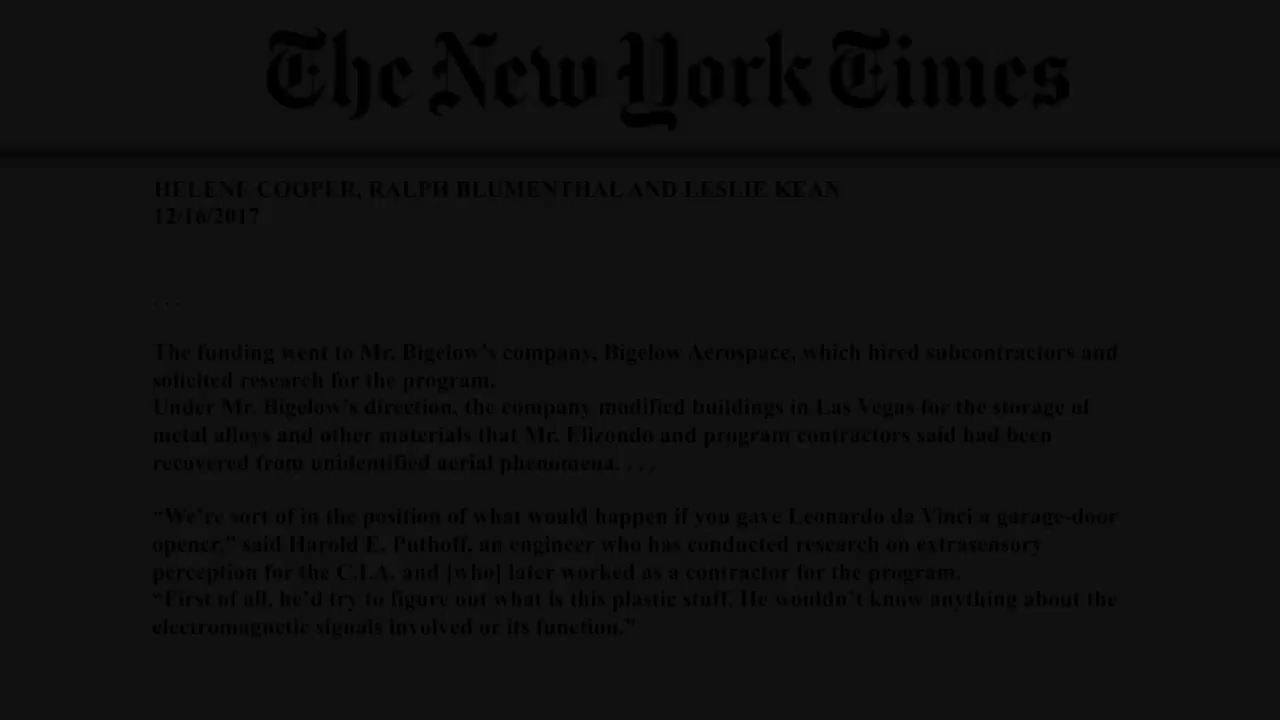 The New York Times
HELENE COOPER, RALPH BLUMENTHAL AND LESLIE KEAN
12/16/2017
. . .
The funding went to Mr. Bigelow’s company, Bigelow Aerospace, which hired subcontractors and
solicited research for the program.
Under Mr. Bigelow’s direction, the company modified buildings in Las Vegas for the storage of
metal alloys and other materials that Mr. Elizondo and program contractors said had been
recovered from unidentified aerial phenomena. . . .
“We’re sort of in the position of what would happen if you gave Leonardo da Vinci a garage-door
opener,” said Harold E. Puthoff, an engineer who has conducted research on extrasensory
perception for the C.I.A. and [who] later worked as a contractor for the program.
“First of all, he’d try to figure out what is this plastic stuff. He wouldn’t know anything about the
electromagnetic signals involved or its function.”